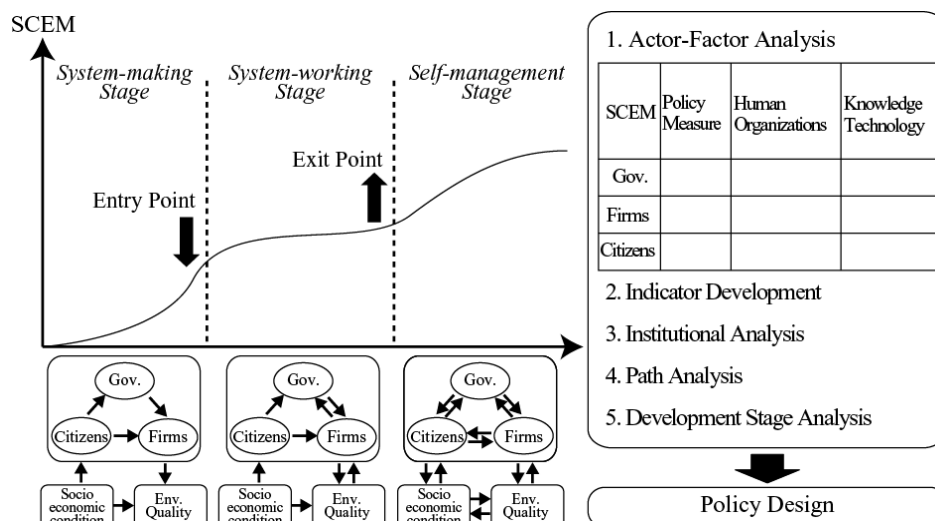 SCEM
System-making
Stage
System-working
Stage
Self-management
Stage
Entry Point
Exit Point
Gov.
Citizens
Firms
Socio
economic
condition
Env.
Quality
Gov.
Citizens
Firms
Socio
economic
condition
Env.
Quality
Gov.
Citizens
Firms
Socio
economic
condition
Env.
Quality
1. Actor-Factor Analysis
SCEM
Policy
Measure
Human
Organizations
Knowledge
Technology
Gov.
Firms
Citizens
2. Indicator Development
3. Institutional Analysis
4. Path Analysis
5. Development Stage Analysis
Policy Design